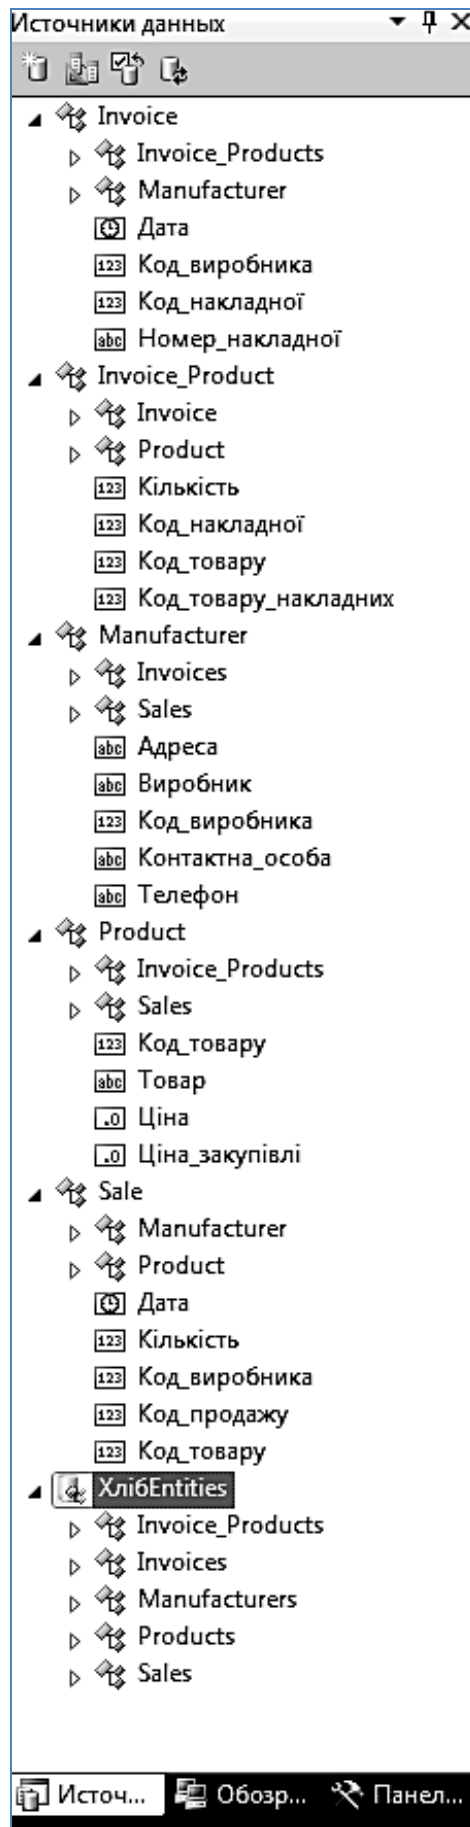 Источники данных
Invoice
Invoice_Products
Manufacturer
Дата
Код_виробника
Код_накладної
Номер_накладної
Invoice_Product
Invoice
Product
Кількість
Код_накладної
Код_товару
Код_товару_накладних
Manufacturer
Invoices
Sales
Адреса
Виробник
Код_виробника
Контактна_особа
Телефон
Product
Invoice_Products
Sales
Код_товару
Товар
Ціна
Ціна_закупівлі
Sale
Manufacturer
Product
Дата
Кількість
Код_виробника
Код_продажу
Код_товару
ХлібEntities
Invoice_Products
Invoices
Manufacturers
Products
Sales
Источ... Обозр... Панел...